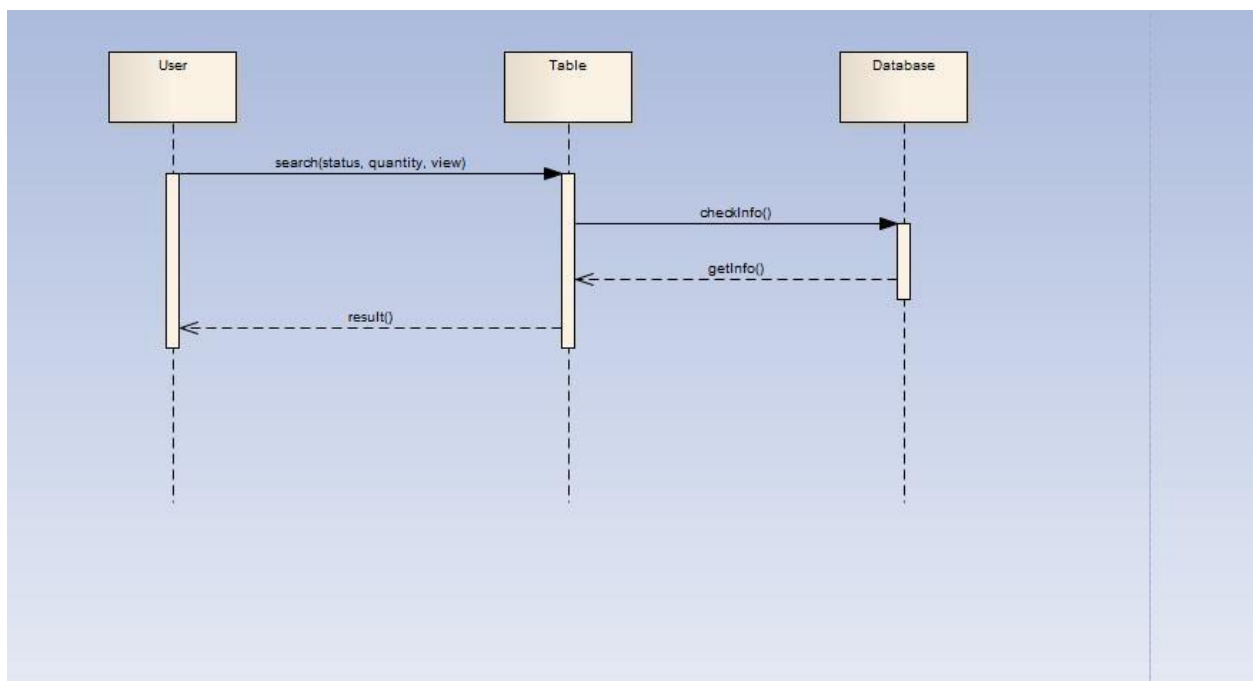 User
Table
Database
search(status, quantity, view)
checkInfo()
getInfo()
result()